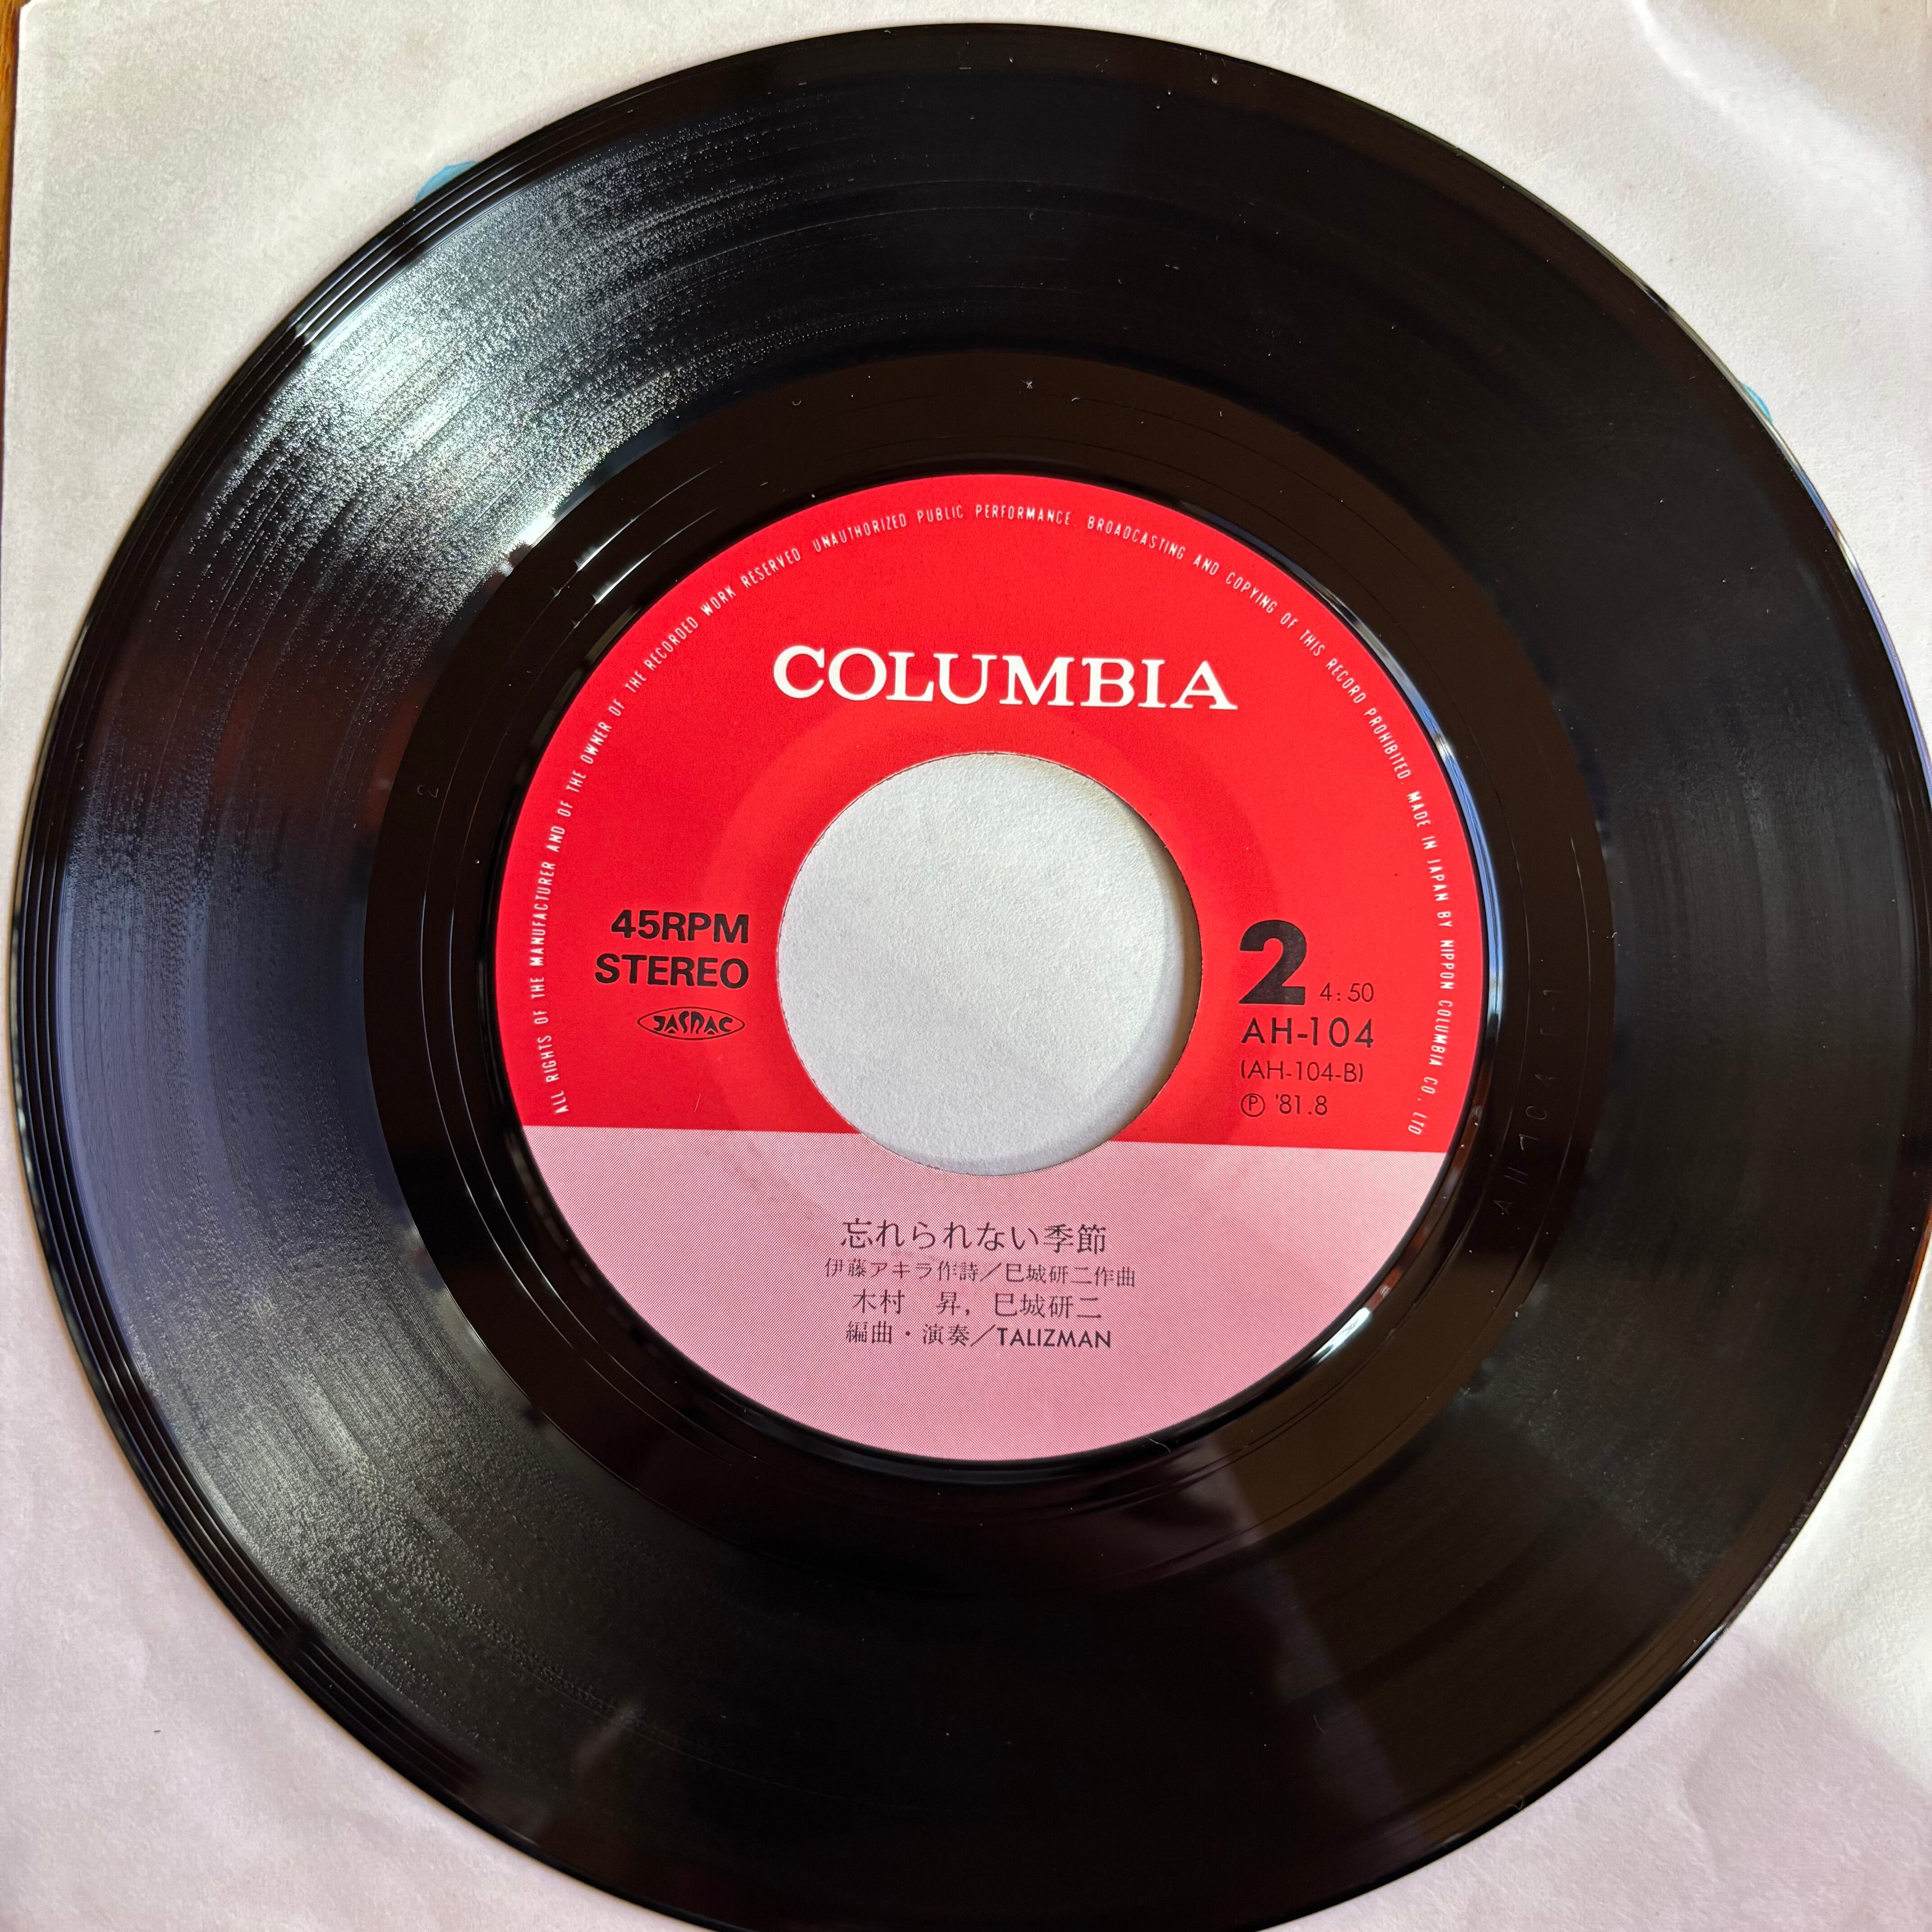 ALL RIGHTS OF THE MANUFACTURER AND OF THE OWNER OF THE RECORDED WORK RESERVED UNAUTHORIZED PUBLIC PERFORMANCE BROADCASTING AND COPYING OF THIS RECORD PROHIBITED MADE IN JAPAN BY NIPPON COLUMBIA CO., LTD
COLUMBIA
45RPM
STEREO
JASRAC
2 4:50
AH-104
(AH-104-B)
Ⓟ '81.8
忘れられない季節
伊藤アキラ作詩／巳城研二作曲
木村 昇，巳城研二
編曲・演奏／TALIZMAN
2